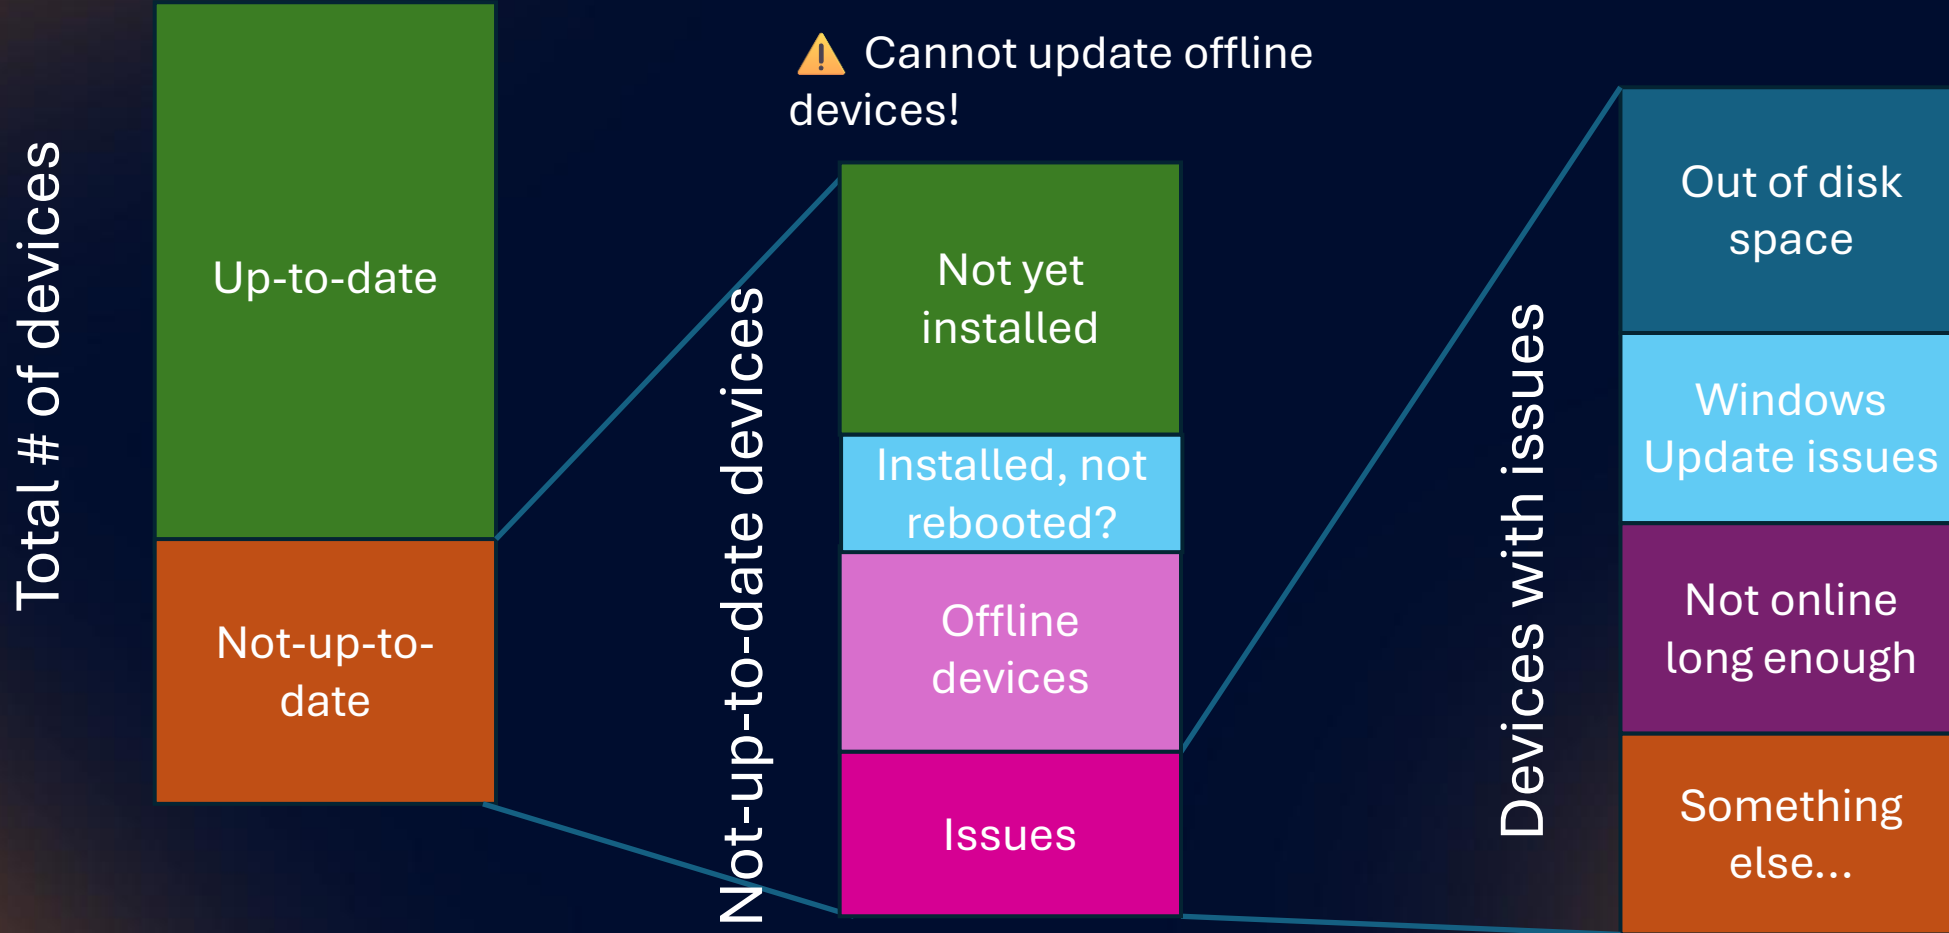 Total # of devices
Up-to-date
Not-up-to-
date
⚠ Cannot update offline
devices!
Not-up-to-date devices
Not yet
installed
Installed, not
rebooted?
Offline
devices
Issues
Devices with issues
Out of disk
space
Windows
Update issues
Not online
long enough
Something
else...